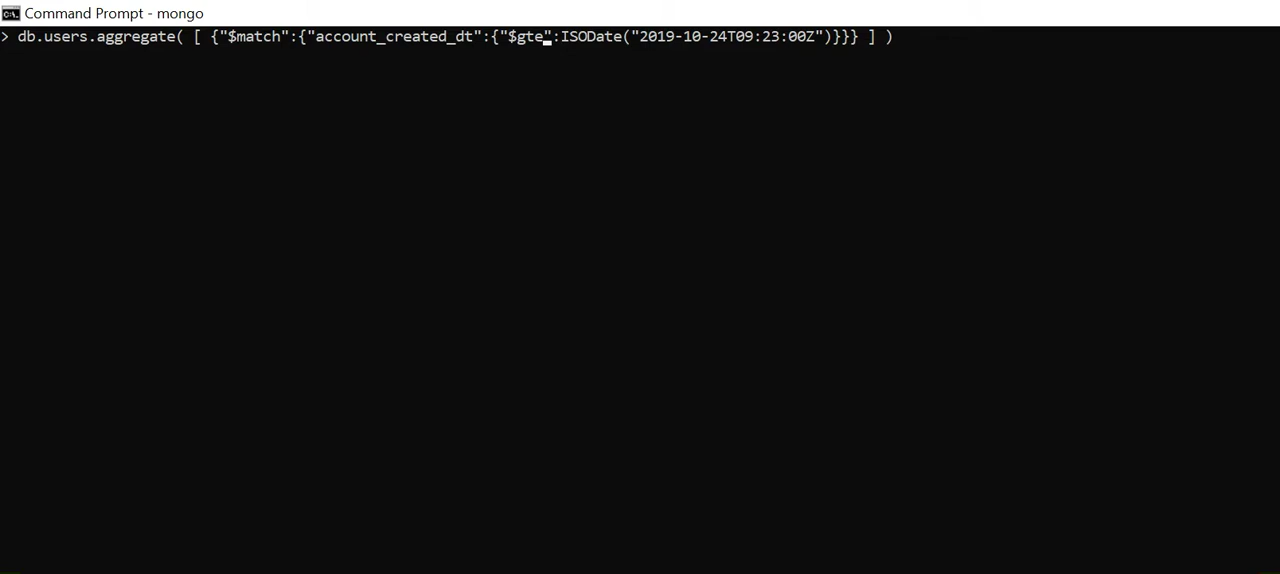 Command Prompt - mongo
> db.users.aggregate( [ {"$match":{"account_created_dt":{"$gte":ISODate("2019-10-24T09:23:00Z")}}} ] )